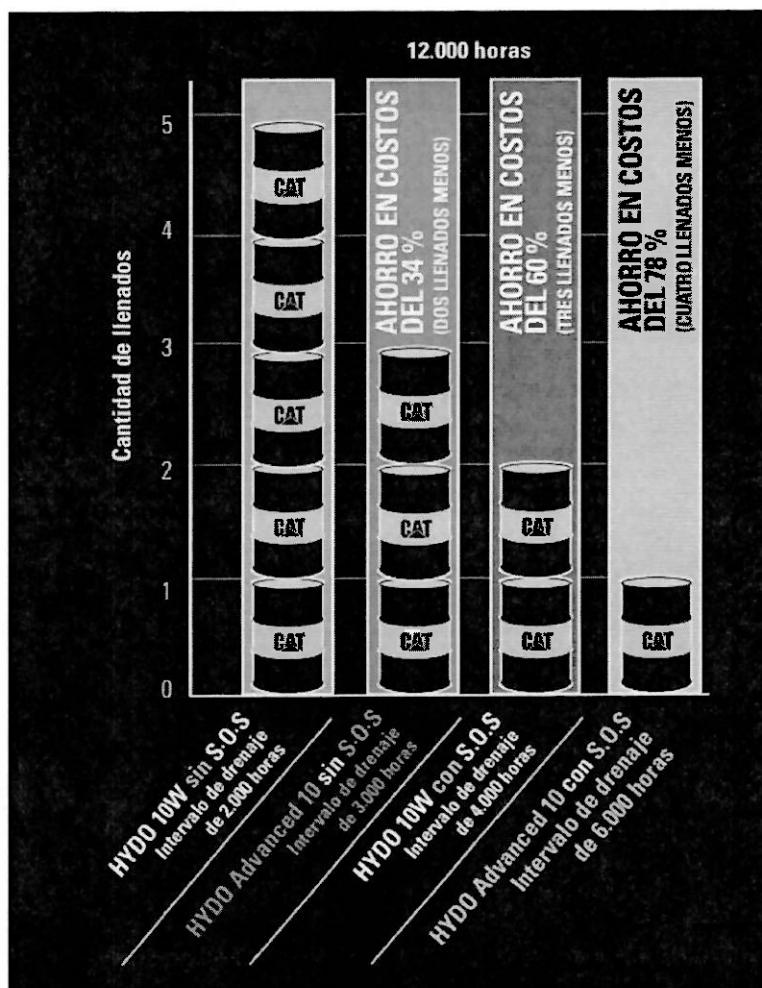 12.000 horas
Cantidad de llenados
5
4
3
2
1
0
CAT
CAT
CAT
CAT
CAT
AHORRO EN COSTOS
DEL 34 %
(DOS LLENADOS MENOS)
CAT
CAT
CAT
AHORRO EN COSTOS
DEL 60 %
(TRES LLENADOS MENOS)
CAT
CAT
AHORRO EN COSTOS
DEL 78 %
(CUATRO LLENADOS MENOS)
CAT
HYDO 10W sin S·O·S
Intervalo de drenaje
de 2.000 horas
HYDO Advanced 10 sin S·O·S
Intervalo de drenaje
de 3.000 horas
HYDO 10W con S.O.S
Intervalo de drenaje
de 4.000 horas
HYDO Advanced 10 con S.O.S
Intervalo de drenaje
de 6.000 horas